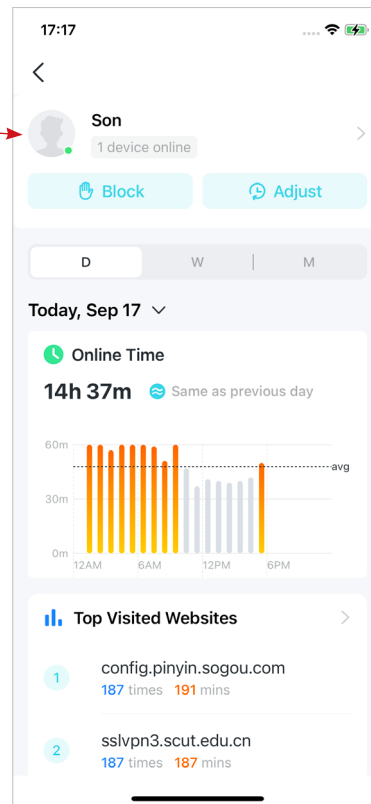 17:17
Son
1 device online
Block
Adjust
D W M
Today, Sep 17
Online Time
14h 37m Same as previous day
60m
avg
30m
0m
12AM 6AM 12PM 6PM
Top Visited Websites
1 config.pinyin.sogou.com
187 times 191 mins
2 sslvpn3.scut.edu.cn
187 times 187 mins